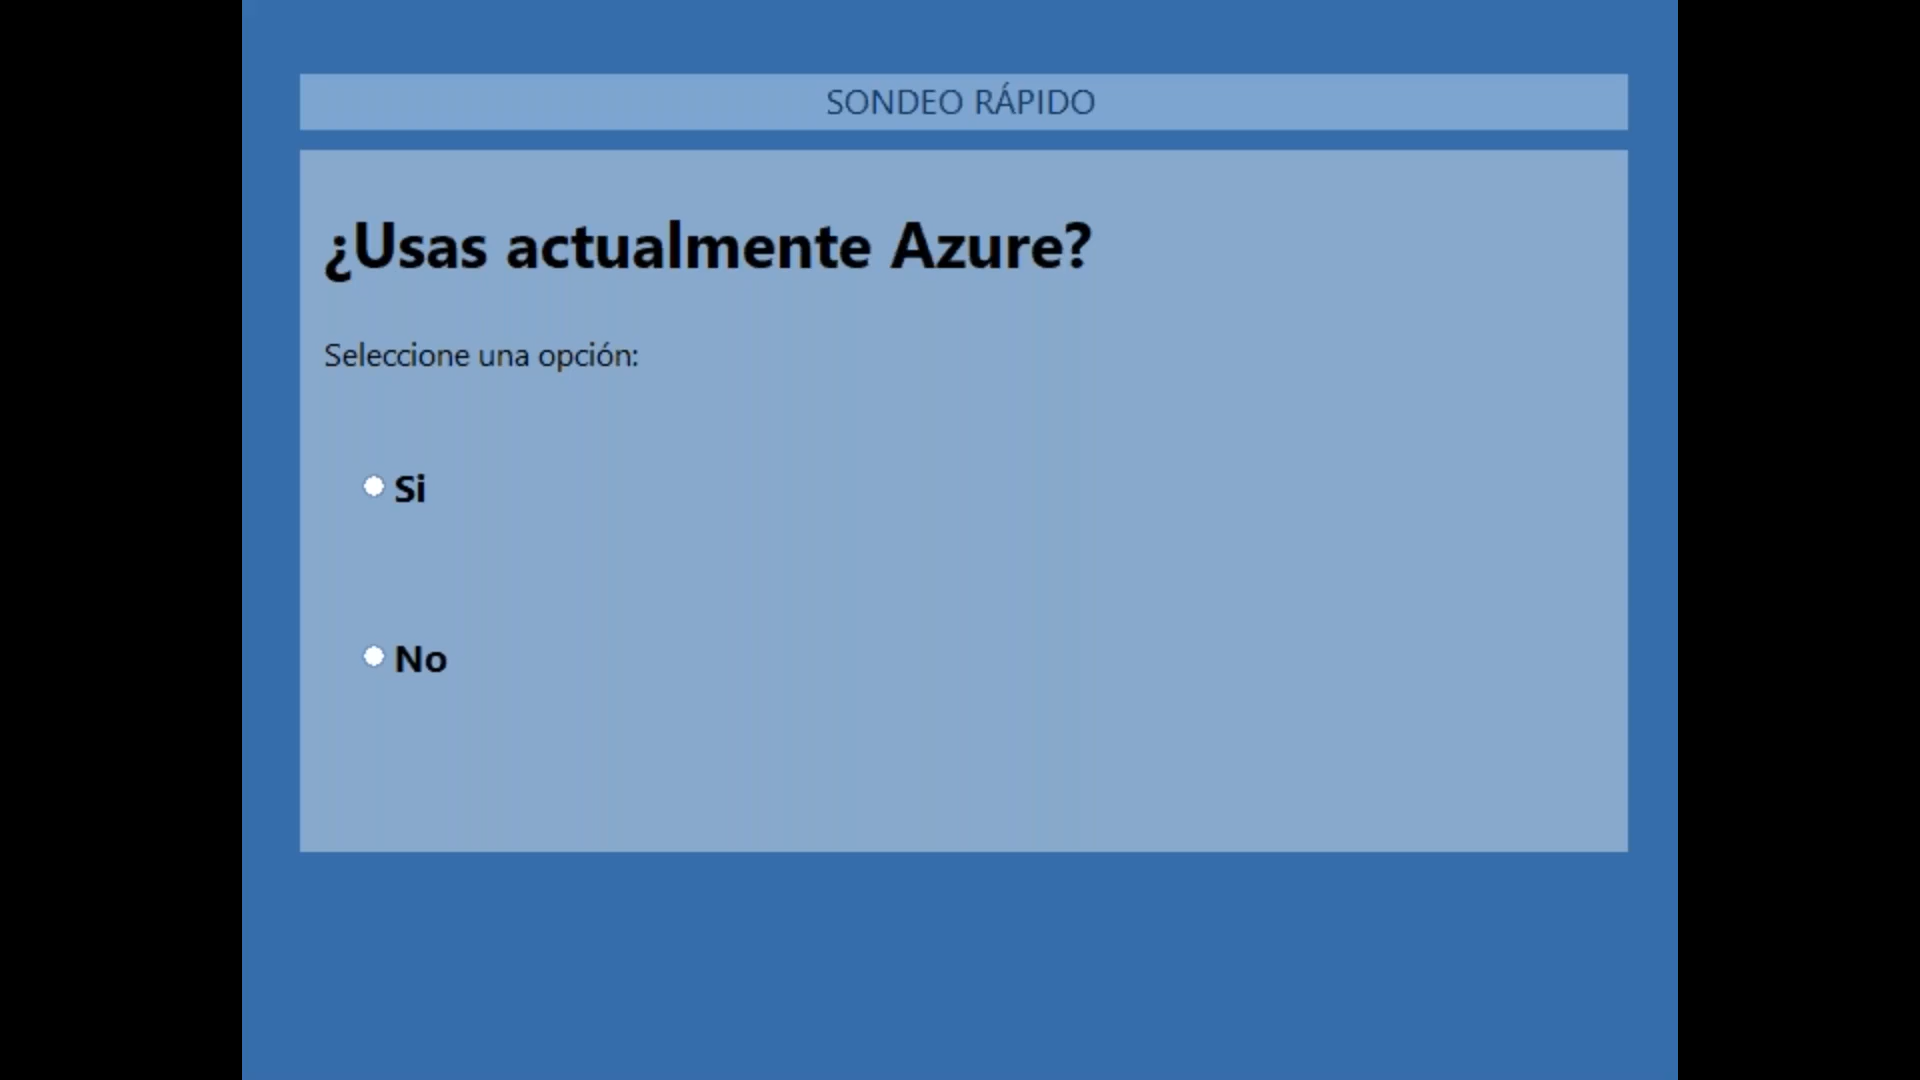 SONDEO RÁPIDO
¿Usas actualmente Azure?
Seleccione una opción:
Si
No